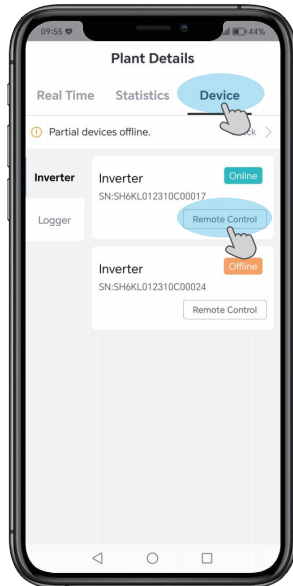 09:55
44%
Plant Details
Real Time
Statistics
Device
Partial devices offline.
Inverter
Logger
Inverter
Online
SN:SH6KL012310C00017
Remote Control
Inverter
Offline
SN:SH6KL012310C00024
Remote Control